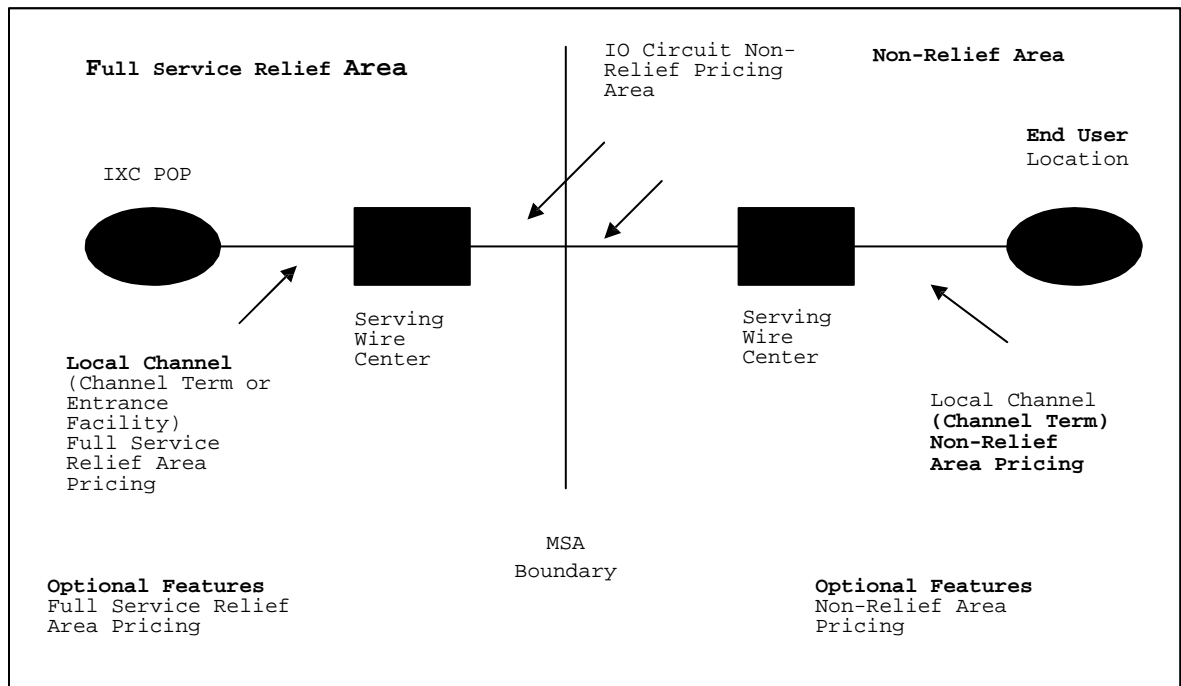 Full Service Relief Area
IO Circuit Non-
Relief Pricing
Area
Non-Relief Area
End User
Location
IXC POP
Serving
Wire
Center
Serving
Wire
Center
Local Channel
(Channel Term or
Entrance
Facility)
Full Service
Relief Area
Pricing
Local Channel
(Channel Term)
Non-Relief
Area Pricing
MSA
Boundary
Optional Features
Full Service Relief
Area Pricing
Optional Features
Non-Relief Area
Pricing